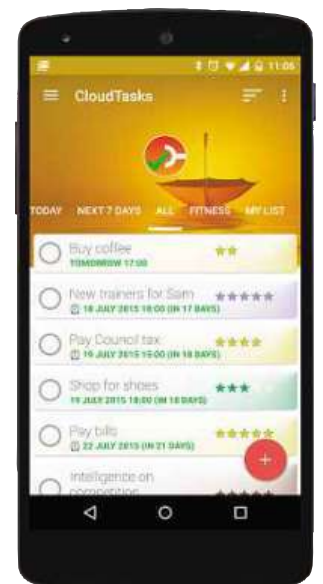 11:05
CloudTasks
TODAY NEXT 7 DAYS ALL FITNESS MY LIST
Buy coffee
TOMORROW 17:00
New trainers for Sam
18 JULY 2015 18:00 (IN 17 DAYS)
Pay Council tax
19 JULY 2015 15:00 (IN 18 DAYS)
Shop for shoes
19 JULY 2015 18:00 (IN 18 DAYS)
Play bills
22 JULY 2015 (IN 21 DAYS)
Intelligence on
competition